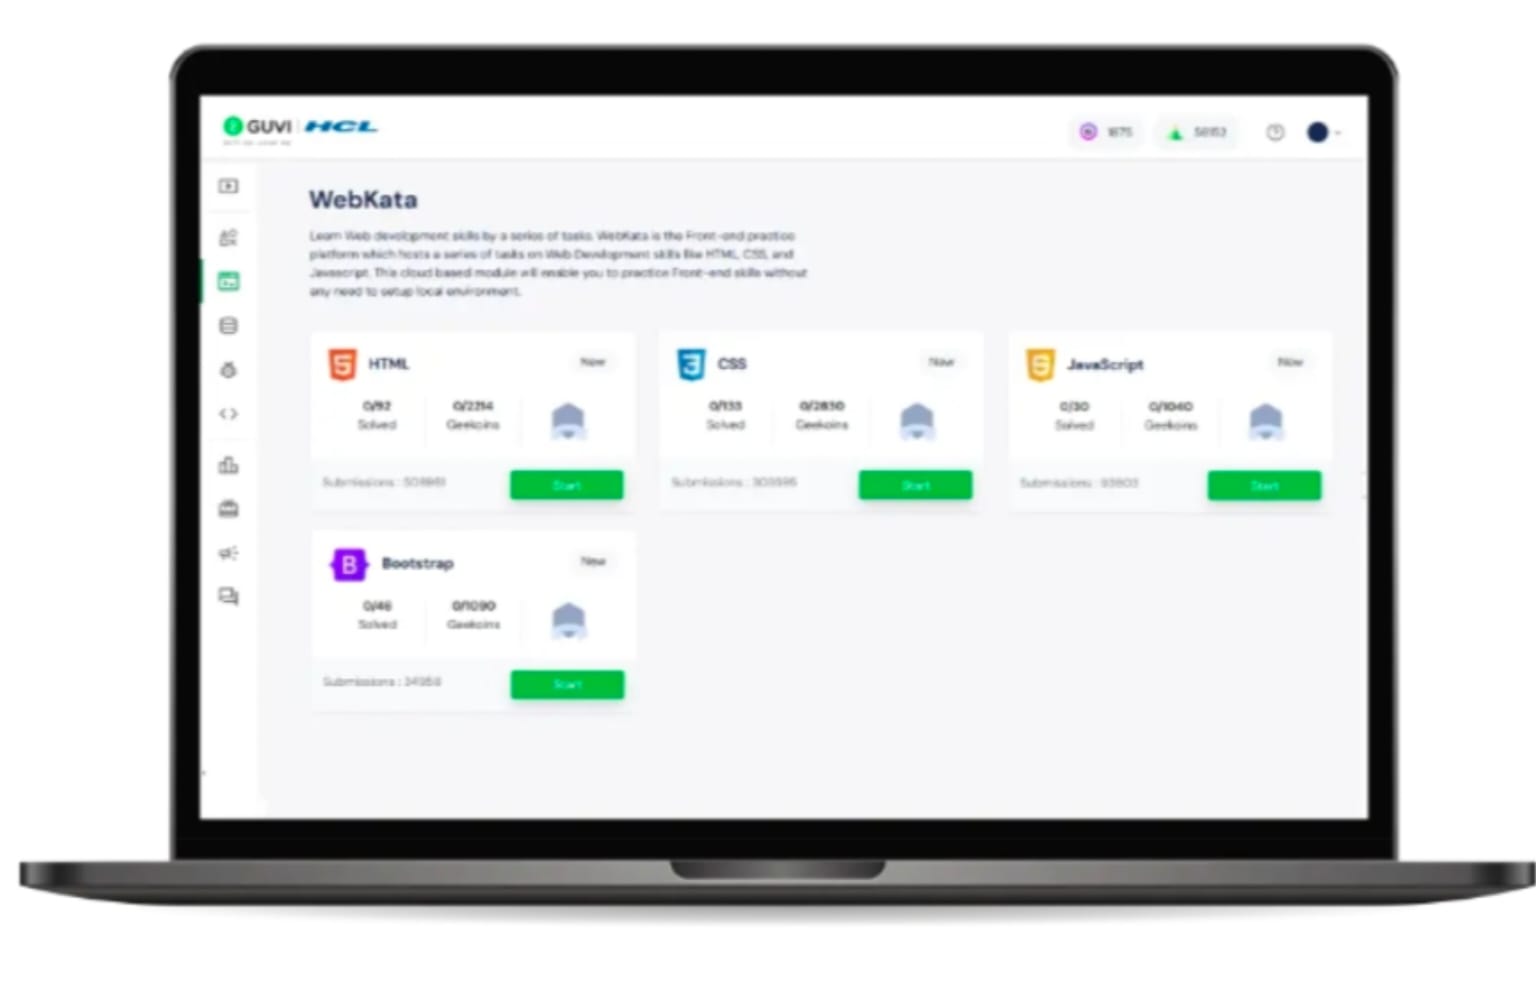 GUVI HCL
1675
WebKata
Learn Web development skills by a series of tasks. WebKata is the Front-end practice
platform which hosts a series of tasks on Web Development skills like HTML, CSS, and
Javascript. This cloud based module will enable you to practice Front-end skills without
any need to setup local environment.
HTML New
0/92 0/2214
Solved Geekoins
Submissions :
Start
CSS New
0/133 0/2830
Solved Geekoins
Submissions :
Start
JavaScript New
0/30 0/1040
Solved Geekoins
Submissions :
Start
Bootstrap New
0/46 0/1090
Solved Geekoins
Submissions :
Start